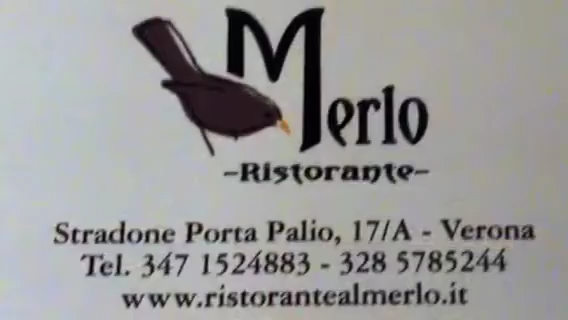 Merlo
-Ristorante-
Stradone Porta Palio, 17/A - Verona
Tel. 347 1524883 - 328 5785244
www.ristorantealmerlo.it